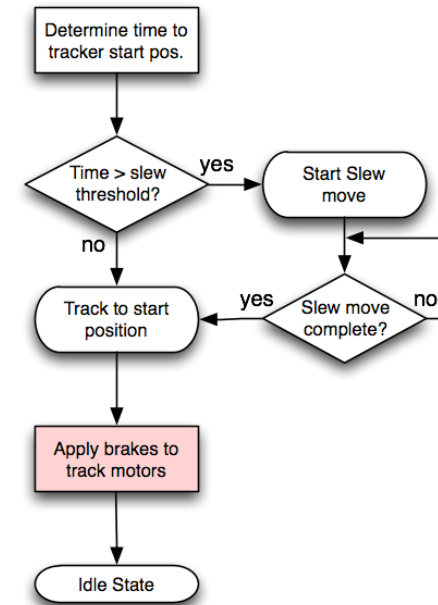 Determine time to
tracker start pos.
Time > slew
threshold?
yes
Start Slew
move
no
Track to start
position
yes
Slew move
complete?
no
Apply brakes to
track motors
Idle State